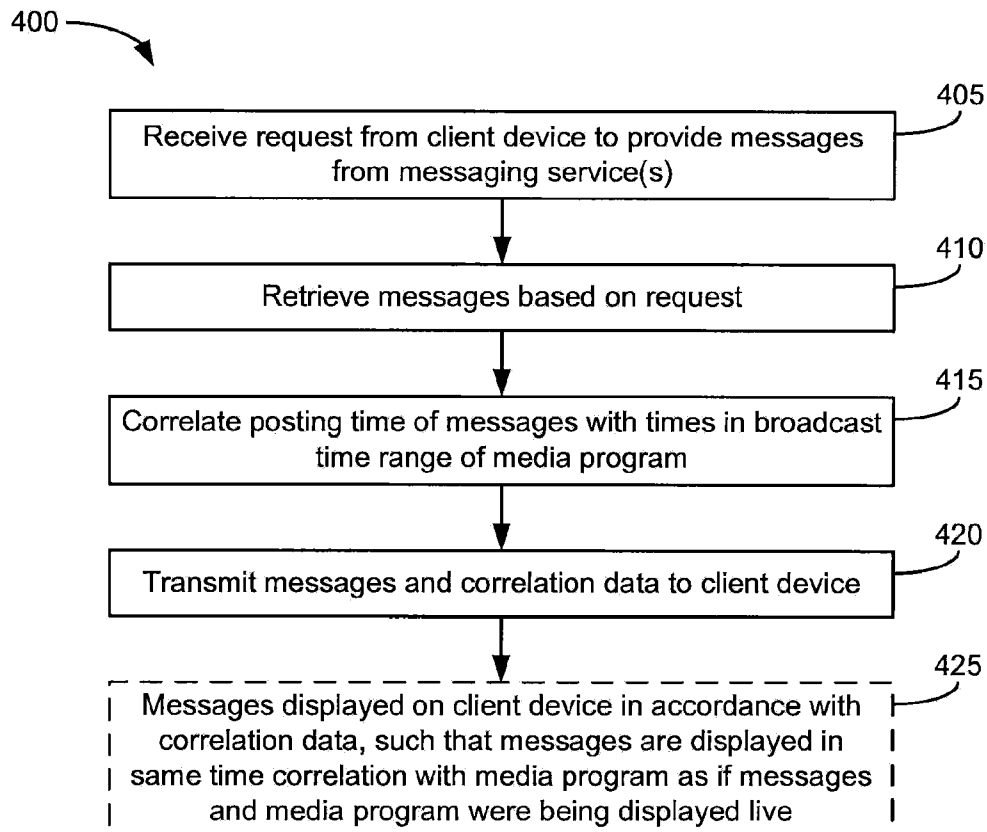 400
405
Receive request from client device to provide messages
from messaging service(s)
410
Retrieve messages based on request
415
Correlate posting time of messages with times in broadcast
time range of media program
420
Transmit messages and correlation data to client device
425
Messages displayed on client device in accordance with
correlation data, such that messages are displayed in
same time correlation with media program as if messages
and media program were being displayed live